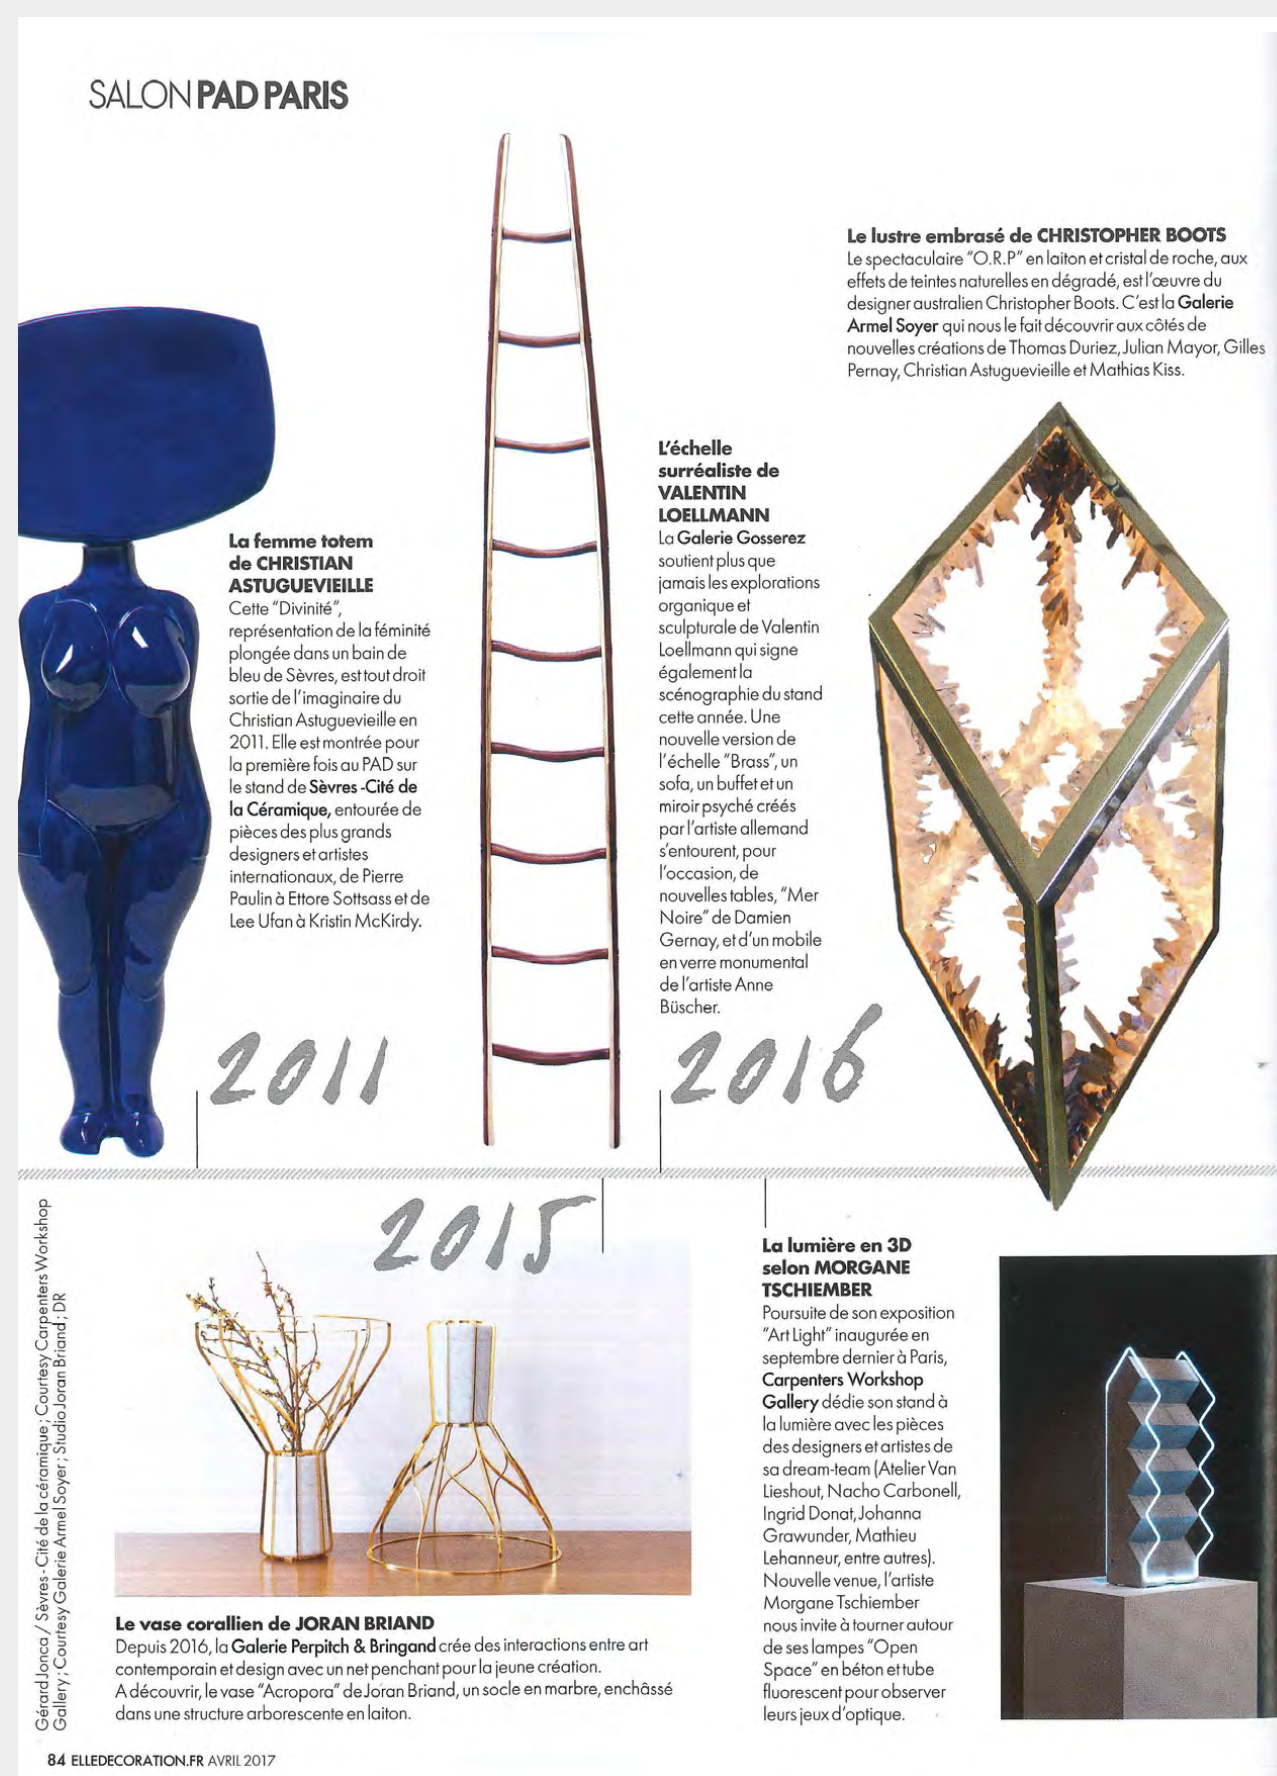 SALON PAD PARIS
Le lustre embrasé de CHRISTOPHER BOOTS
Le spectaculaire "O.R.P" en laiton et cristal de roche, aux
effets de teintes naturelles en dégradé, est l'œuvre du
designer australien Christopher Boots. C'est la Galerie
Armel Soyer qui nous le fait découvrir aux côtés de
nouvelles créations de Thomas Duriez, Julian Mayor, Gilles
Pernay, Christian Astuguevieille et Mathias Kiss.
L'échelle
surréaliste de
VALENTIN
LOELLMANN
La Galerie Gosserez
soutient plus que
jamais les explorations
organique et
sculpturale de Valentin
Loellmann qui signe
également la
scénographie du stand
cette année. Une
nouvelle version de
l'échelle "Brass", un
sofa, un buffet et un
miroir psyché créés
par l'artiste allemand
s'entourent, pour
l'occasion, de
nouvelles tables, "Mer
Noire" de Damien
Gernay, et d'un mobile
en verre monumental
de l'artiste Anne
Büscher.
2016
La femme totem
de CHRISTIAN
ASTUGUEVIEILLE
Cette "Divinité",
représentation de la féminité
plongée dans un bain de
bleu de Sèvres, est tout droit
sortie de l'imaginaire du
Christian Astuguevieille en
2011. Elle est montrée pour
la première fois au PAD sur
le stand de Sèvres -Cité de
la Céramique, entourée de
pièces des plus grands
designers et artistes
internationaux, de Pierre
Paulin à Ettore Sottsass et de
Lee Ufan à Kristin McKirdy.
2011
2015
La lumière en 3D
selon MORGANE
TSCHIEMBER
Poursuite de son exposition
"Art Light" inaugurée en
septembre dernier à Paris,
Carpenters Workshop
Gallery dédie son stand à
la lumière avec les pièces
des designers et artistes de
sa dream-team (Atelier Van
Lieshout, Nacho Carbonell,
Ingrid Donat, Johanna
Grawunder, Mathieu
Lehanneur, entre autres).
Nouvelle venue, l'artiste
Morgane Tschiember
nous invite à tourner autour
de ses lampes "Open
Space" en béton et tube
fluorescent pour observer
leurs jeux d'optique.
Le vase corallien de JORAN BRIAND
Depuis 2016, la Galerie Perpitch & Bringand crée des interactions entre art
contemporain et design avec un net penchant pour la jeune création.
A découvrir, le vase "Acropora" de Joran Briand, un socle en marbre, enchâssé
dans une structure arborescente en laiton.
Gérard Jonca / Sèvres - Cité de la céramique ; Courtesy Carpenters Workshop
Gallery ; Courtesy Galerie Armel Soyer ; Studio Joran Briand ; DR
84 ELLEDECORATION.FR AVRIL 2017